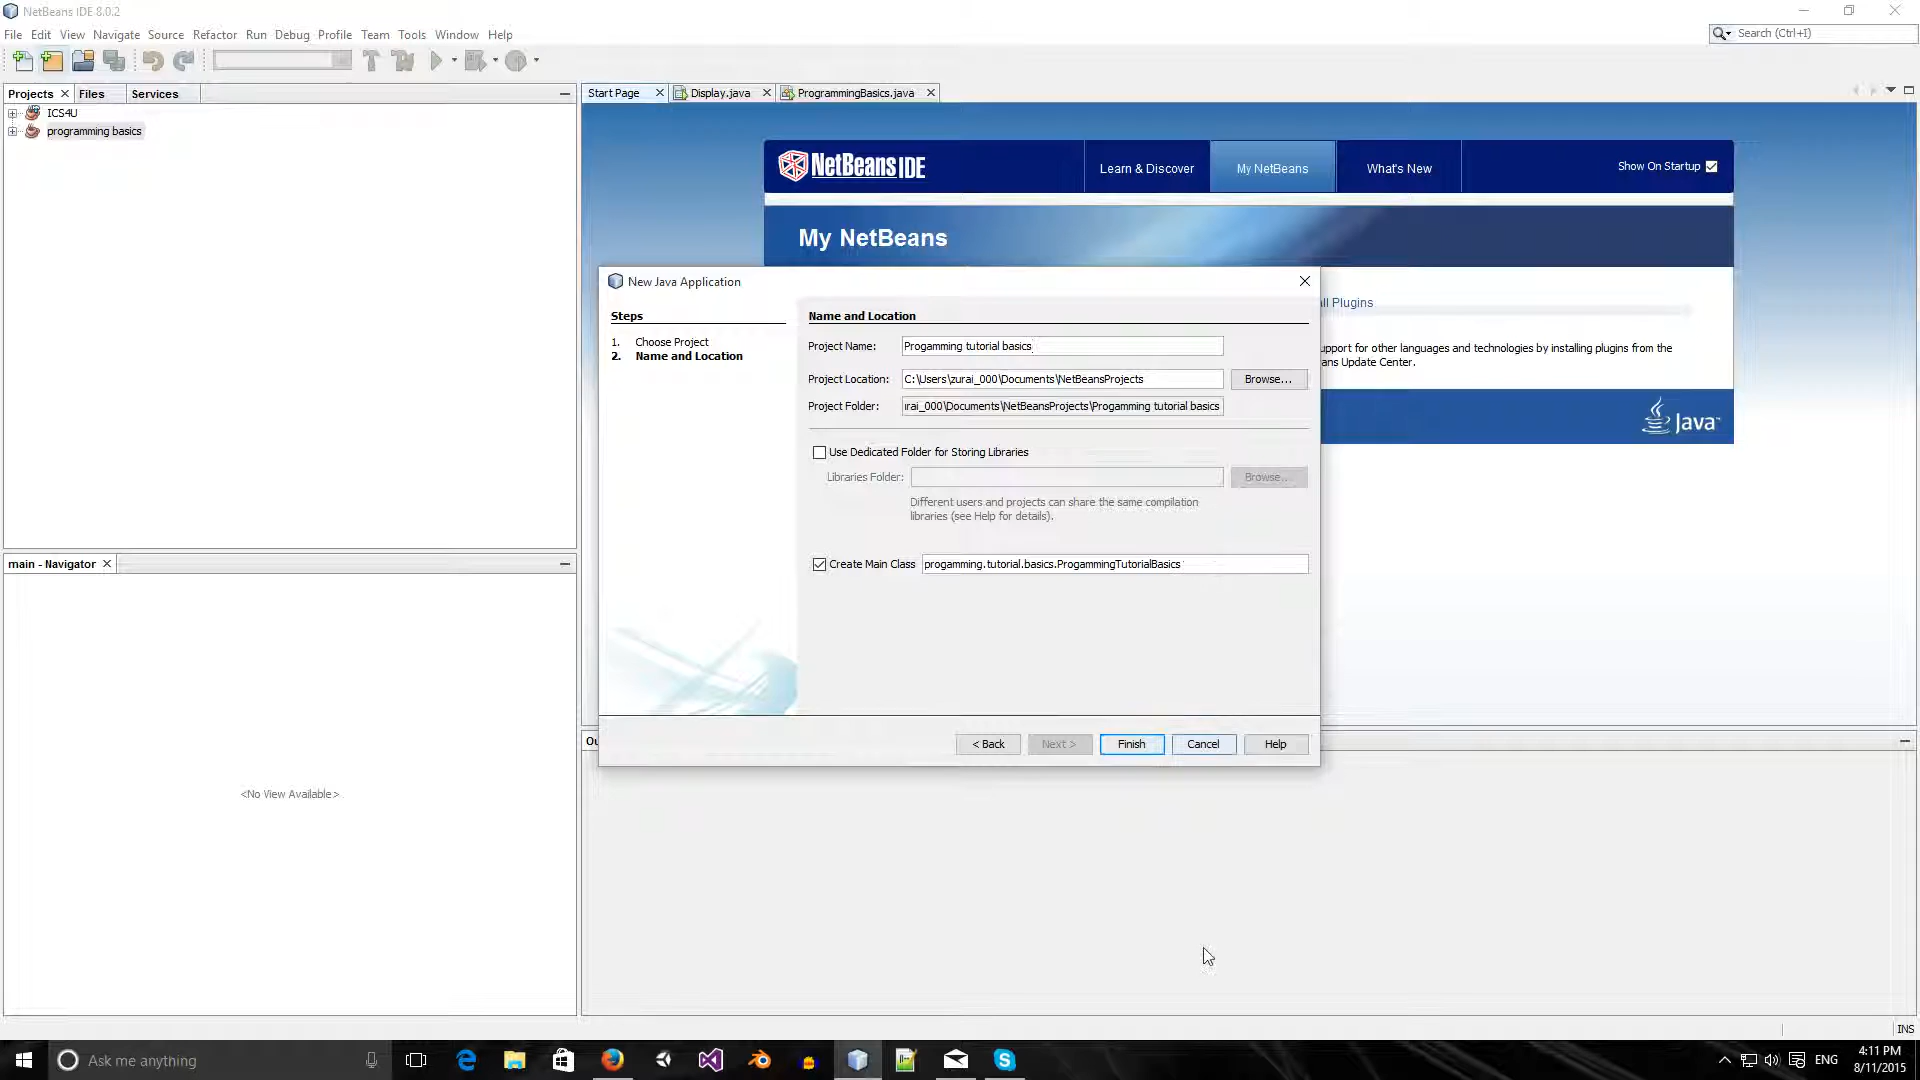 NetBeans IDE 8.0.2
File Edit View Navigate Source Refactor Run Debug Profile Team Tools Window Help
Search (Ctrl+I)
Projects Files Services
ICS4U
programming basics
Start Page Display.java ProgrammingBasics.java
NetBeans IDE Learn & Discover My NetBeans What's New Show On Startup
My NetBeans
New Java Application
Steps
1. Choose Project
2. Name and Location
Name and Location
Project Name: Progamming tutorial basics
Project Location: C:\Users\zurai_000\Documents\NetBeansProjects Browse...
Project Folder: ırai_000\Documents\NetBeansProjects\Progamming tutorial basics
Use Dedicated Folder for Storing Libraries
Libraries Folder: Browse...
Different users and projects can share the same compilation
libraries (see Help for details).
Create Main Class progamming.tutorial.basics.ProgammingTutorialBasics
< Back Next > Finish Cancel Help
all Plugins
upport for other languages and technologies by installing plugins from the
ans Update Center.
Java
main - Navigator
<No View Available>
Ou
INS
Ask me anything
ENG
4:11 PM
8/11/2015